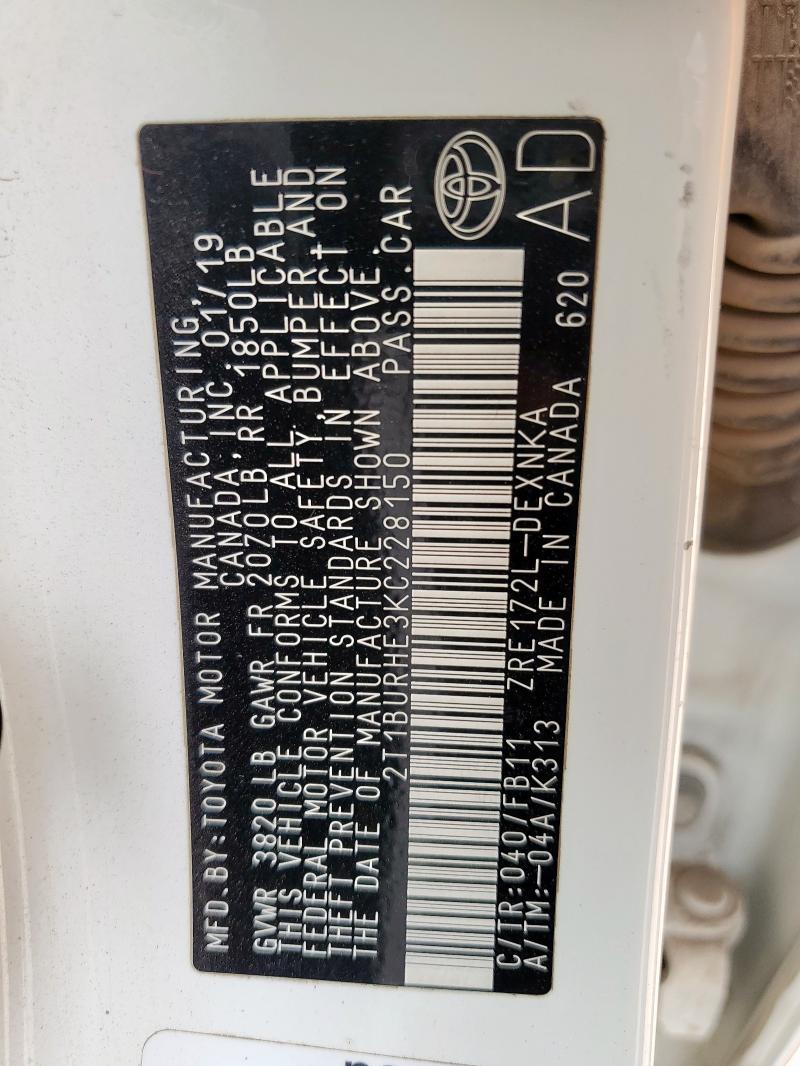 MFD.BY:TOYOTA MOTOR MANUFACTURING,
CANADA, INC. 01/19
GVWR 3820LB GAWR FR 2070LB RR 1850LB
THIS VEHICLE CONFORMS TO ALL APPLICABLE
FEDERAL MOTOR VEHICLE SAFETY, BUMPER, AND
THEFT PREVENTION STANDARDS IN EFFECT ON
THE DATE OF MANUFACTURE SHOWN ABOVE.
2T1BURHE3KC228150 PASS.CAR
C/TR:040/FB11 ZRE172L-DEXNKA
A/TM:-04A/K313 MADE IN CANADA 620
AD